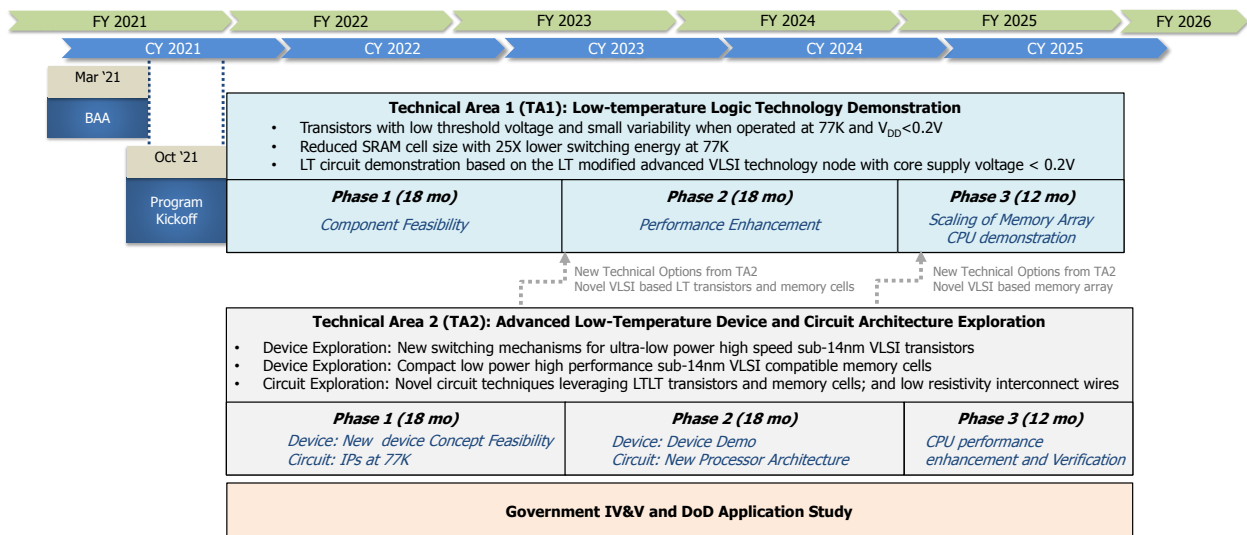 FY 2021 FY 2022 FY 2023 FY 2024 FY 2025 FY 2026
CY 2021 CY 2022 CY 2023 CY 2024 CY 2025
Mar ‘21
BAA
Oct ‘21
Program
Kickoff
Technical Area 1 (TA1): Low-temperature Logic Technology Demonstration
• Transistors with low threshold voltage and small variability when operated at 77K and VDD<0.2V
• Reduced SRAM cell size with 25X lower switching energy at 77K
• LT circuit demonstration based on the LT modified advanced VLSI technology node with core supply voltage < 0.2V
Phase 1 (18 mo)
Component Feasibility
Phase 2 (18 mo)
Performance Enhancement
Phase 3 (12 mo)
Scaling of Memory Array
CPU demonstration
New Technical Options from TA2
Novel VLSI based LT transistors and memory cells
New Technical Options from TA2
Novel VLSI based memory array
Technical Area 2 (TA2): Advanced Low-Temperature Device and Circuit Architecture Exploration
• Device Exploration: New switching mechanisms for ultra-low power high speed sub-14nm VLSI transistors
• Device Exploration: Compact low power high performance sub-14nm VLSI compatible memory cells
• Circuit Exploration: Novel circuit techniques leveraging LTLT transistors and memory cells; and low resistivity interconnect wires
Phase 1 (18 mo)
Device: New device Concept Feasibility
Circuit: IPs at 77K
Phase 2 (18 mo)
Device: Device Demo
Circuit: New Processor Architecture
Phase 3 (12 mo)
CPU performance
enhancement and Verification
Government IV&V and DoD Application Study